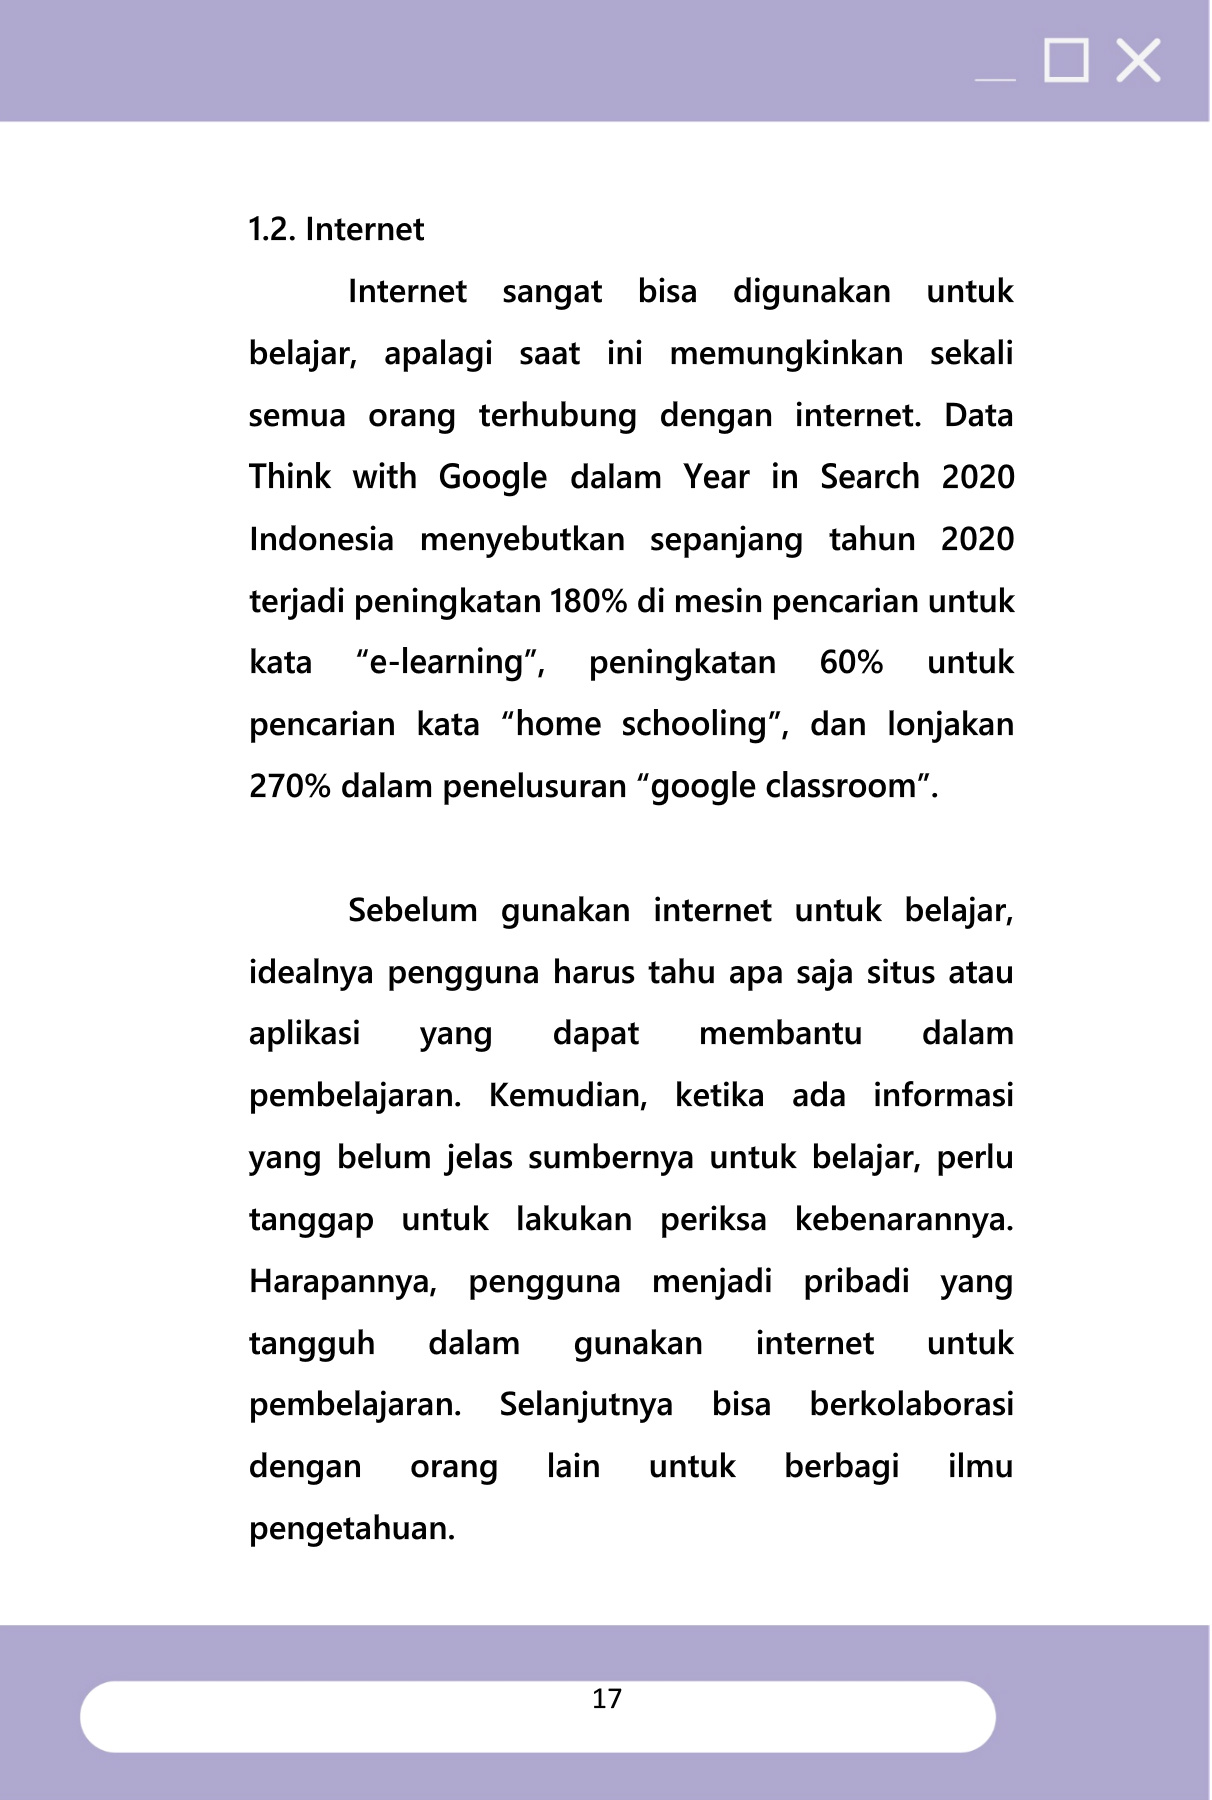 1.2. Internet
Internet sangat bisa digunakan untuk
belajar, apalagi saat ini memungkinkan sekali
semua orang terhubung dengan internet. Data
Think with Google dalam Year in Search 2020
Indonesia menyebutkan sepanjang tahun 2020
terjadi peningkatan 180% di mesin pencarian untuk
kata “e-learning”, peningkatan 60% untuk
pencarian kata “home schooling”, dan lonjakan
270% dalam penelusuran “google classroom”.
Sebelum gunakan internet untuk belajar,
idealnya pengguna harus tahu apa saja situs atau
aplikasi yang dapat membantu dalam
pembelajaran. Kemudian, ketika ada informasi
yang belum jelas sumbernya untuk belajar, perlu
tanggap untuk lakukan periksa kebenarannya.
Harapannya, pengguna menjadi pribadi yang
tangguh dalam gunakan internet untuk
pembelajaran. Selanjutnya bisa berkolaborasi
dengan orang lain untuk berbagi ilmu
pengetahuan.
17